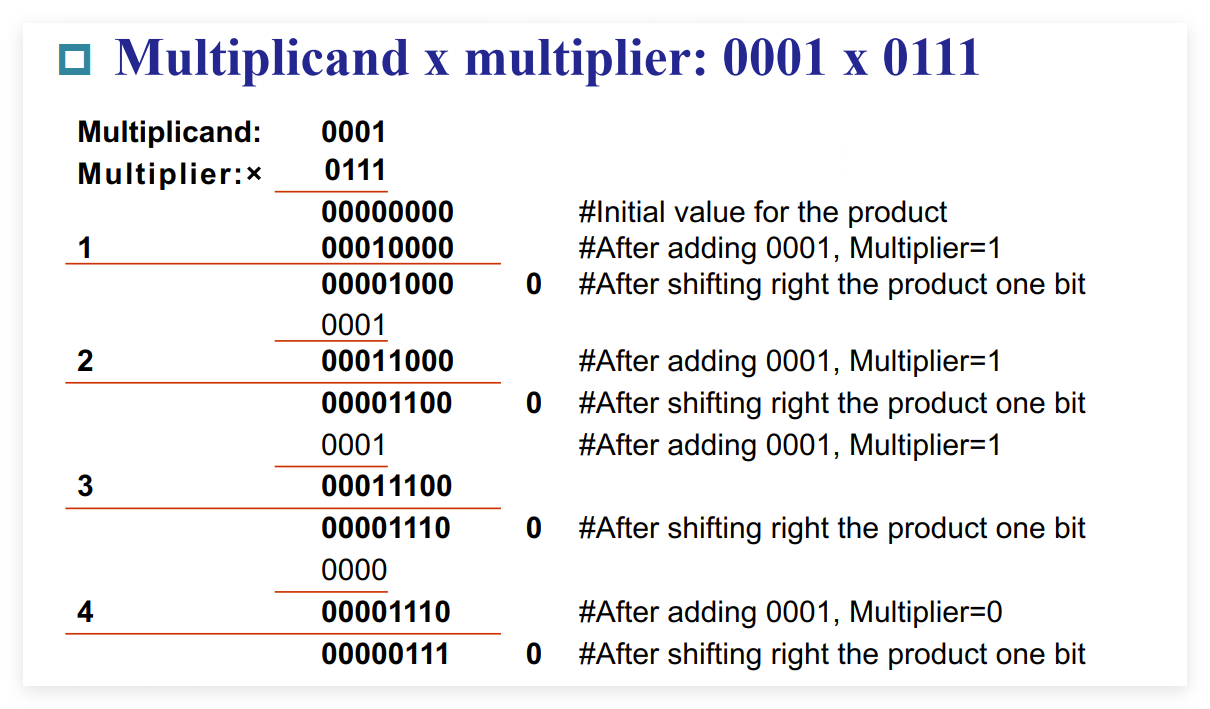 Multiplicand x multiplier: 0001 x 0111
Multiplicand: 0001
Multiplier:× 0111
00000000 #Initial value for the product
1 00010000 #After adding 0001, Multiplier=1
00001000 0 #After shifting right the product one bit
0001
2 00011000 #After adding 0001, Multiplier=1
00001100 0 #After shifting right the product one bit
0001 #After adding 0001, Multiplier=1
3 00011100
00001110 0 #After shifting right the product one bit
0000
4 00001110 #After adding 0001, Multiplier=0
00000111 0 #After shifting right the product one bit